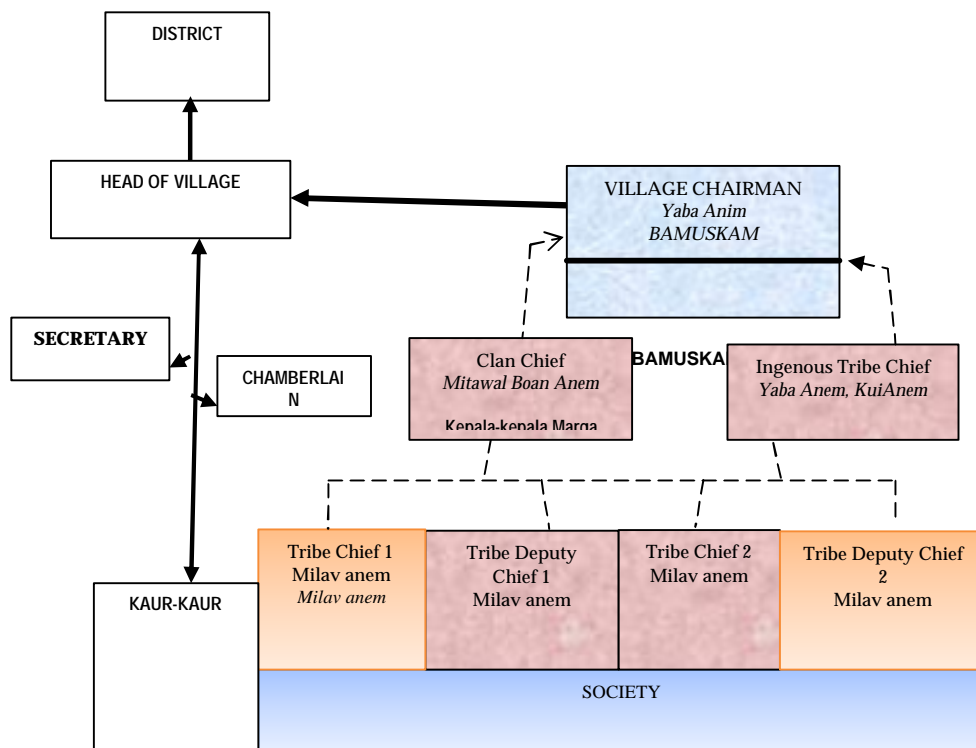 DISTRICT
HEAD OF VILLAGE
VILLAGE CHAIRMAN
Yaba Anim
BAMUSKAM
SECRETARY
CHAMBERLAI
N
Clan Chief
Mitawal Boan Anem
Kepala-kepala Marga
BAMUSKA
Ingenous Tribe Chief
Yaba Anem, KuiAnem
Tribe Chief 1
Milav anem
Milav anem
Tribe Deputy
Chief 1
Milav anem
Tribe Chief 2
Milav anem
Tribe Deputy Chief
2
Milav anem
KAUR-KAUR
SOCIETY